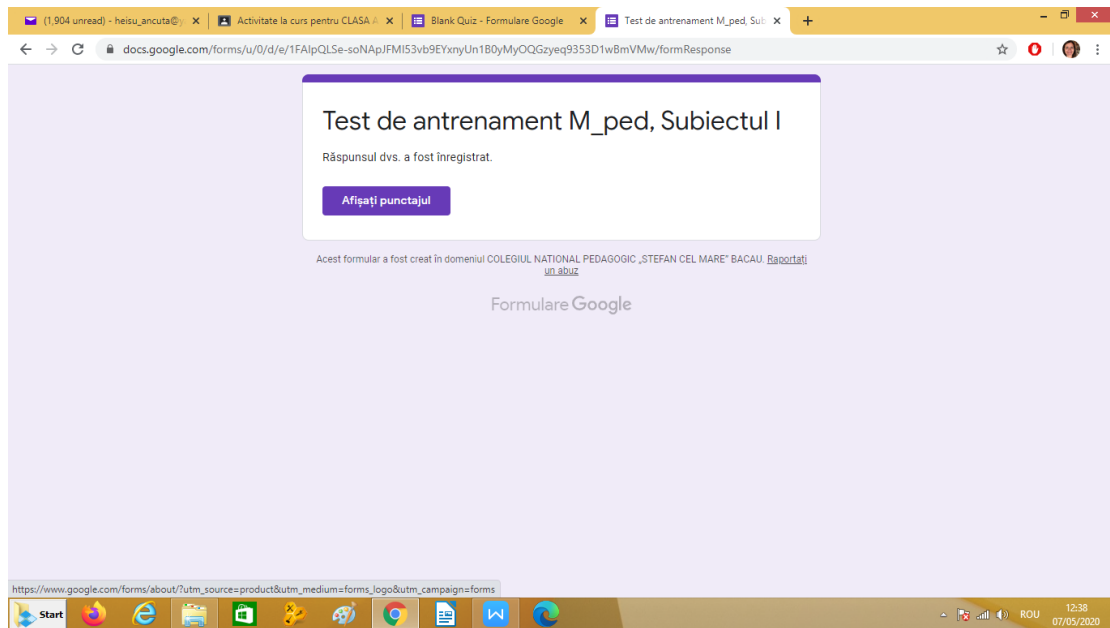 (1,904 unread) - heisu_ancuta@y
Activitate la curs pentru CLASA A
Blank Quiz - Formulare Google
Test de antrenament M_ped, Sub
docs.google.com/forms/u/0/d/e/1FAIpQLSe-soNApJFMI53vb9EYxnyUn1B0yMyOQGzyeq9353D1wBmVMw/formResponse
Test de antrenament M_ped, Subiectul I
Răspunsul dvs. a fost înregistrat.
Afișați punctajul
Acest formular a fost creat în domeniul COLEGIUL NATIONAL PEDAGOGIC „STEFAN CEL MARE” BACAU. Raportați
un abuz
Formulare Google
https://www.google.com/forms/about/?utm_source=product&utm_medium=forms_logo&utm_campaign=forms
Start
ROU
12:38
07/05/2020